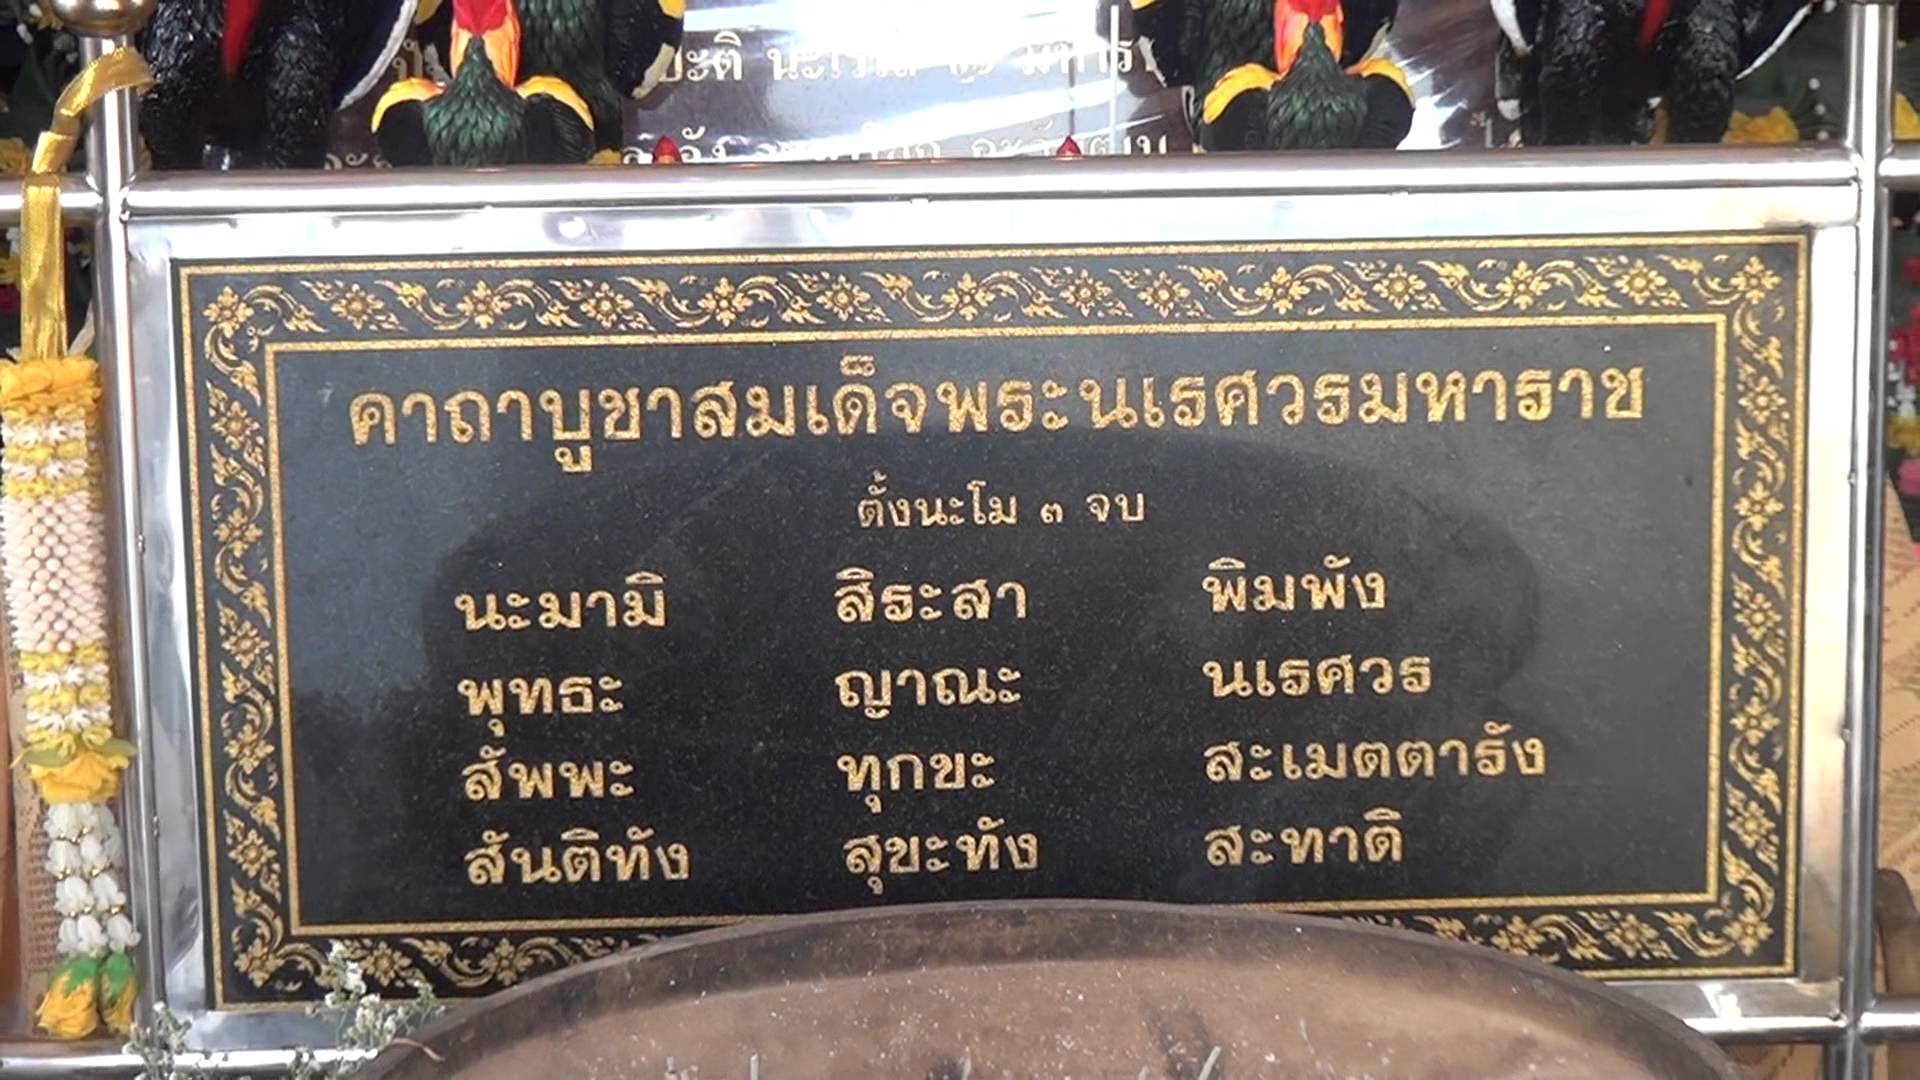 คาถาบูชาสมเด็จพระนเรศวรมหาราช
ตั้งนะโม ๓ จบ
นะมามิ สิระสา พิมพัง
พุทธะ ญาณะ นเรศวร
สัพพะ ทุกขะ สะเมตตารัง
สันติทัง สุขะทัง สะทาดิ